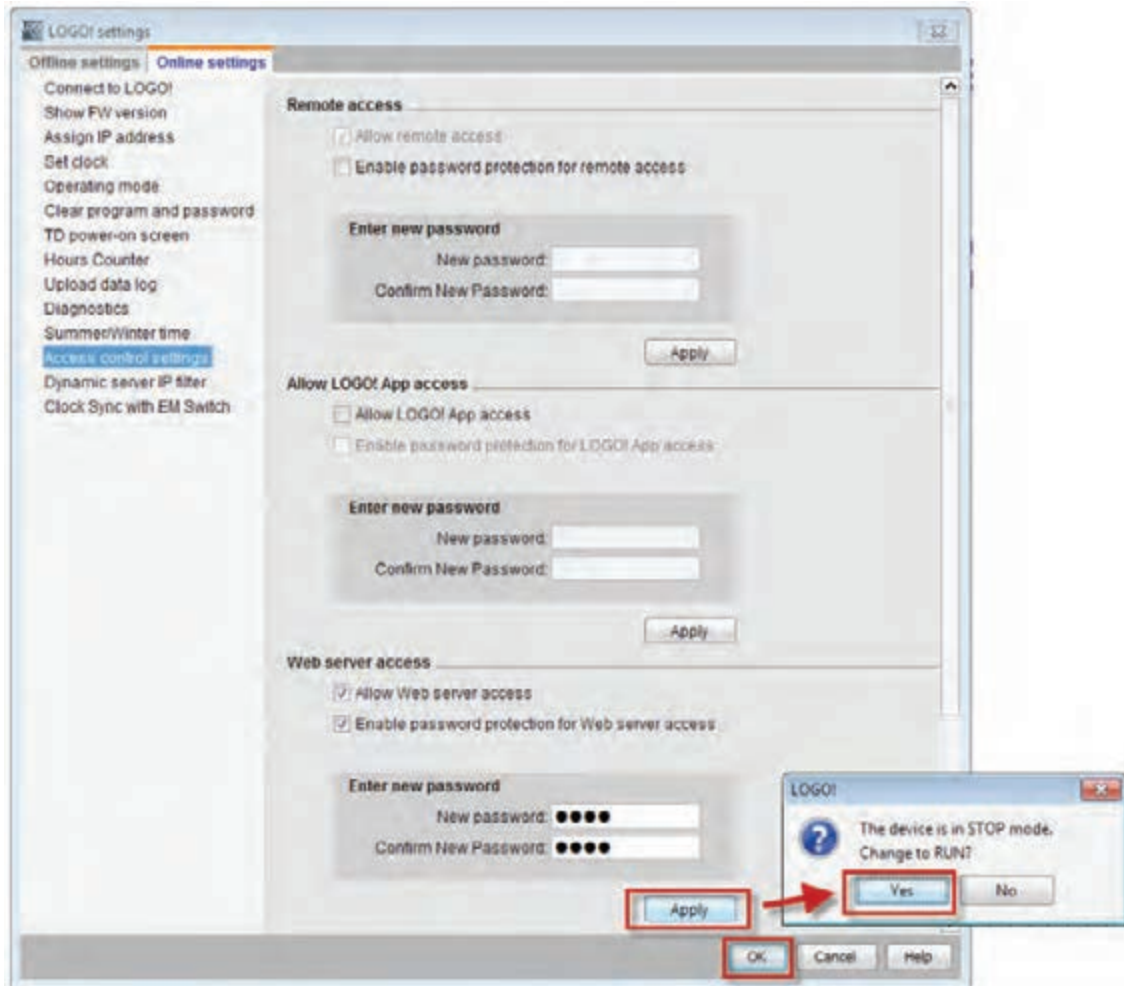 LOGO! settings
Offline settings Online settings
Connect to LOGO!
Show FW version
Assign IP address
Set clock
Operating mode
Clear program and password
TD power-on screen
Hours Counter
Upload data log
Diagnostics
Summer/Winter time
Access control settings
Dynamic server IP filter
Clock Sync with EM Switch
Remote access
Allow remote access
Enable password protection for remote access
Enter new password
New password:
Confirm New Password:
Apply
Allow LOGO! App access
Allow LOGO! App access
Enable password protection for LOGO! App access
Enter new password
New password:
Confirm New Password:
Apply
Web server access
Allow Web server access
Enable password protection for Web server access
Enter new password
New password: ●●●●
Confirm New Password: ●●●●
Apply
OK Cancel Help
LOGO!
The device is in STOP mode.
Change to RUN?
Yes No